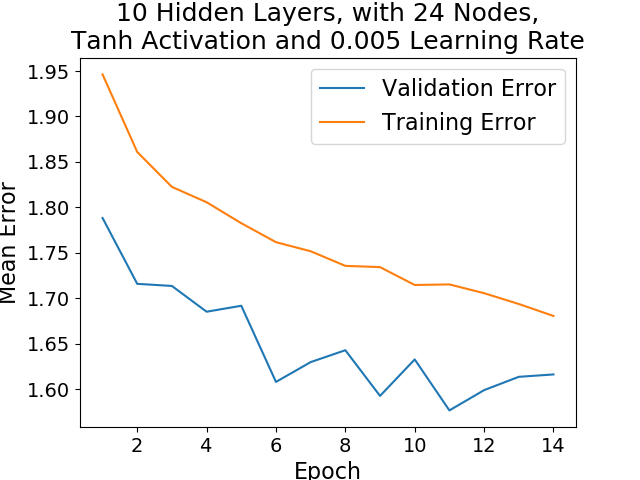 10 Hidden Layers, with 24 Nodes,
Tanh Activation and 0.005 Learning Rate
Validation Error
Training Error
Mean Error
1.95
1.90
1.85
1.80
1.75
1.70
1.65
1.60
2 4 6 8 10 12 14
Epoch